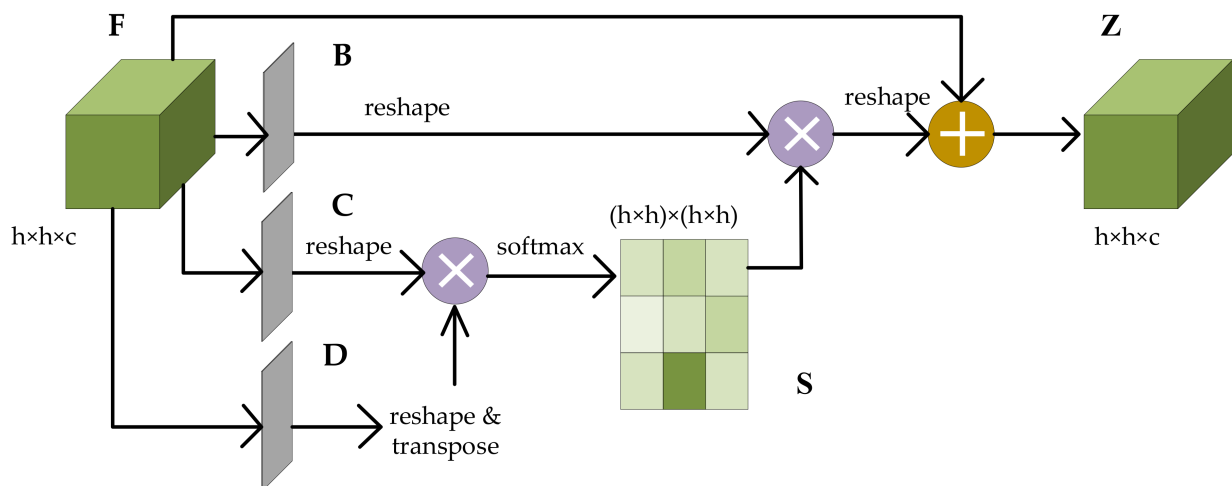 F
Z
B
reshape
reshape
C
(h×h)×(h×h)
h×h×c
h×h×c
reshape
softmax
D
S
reshape &
transpose